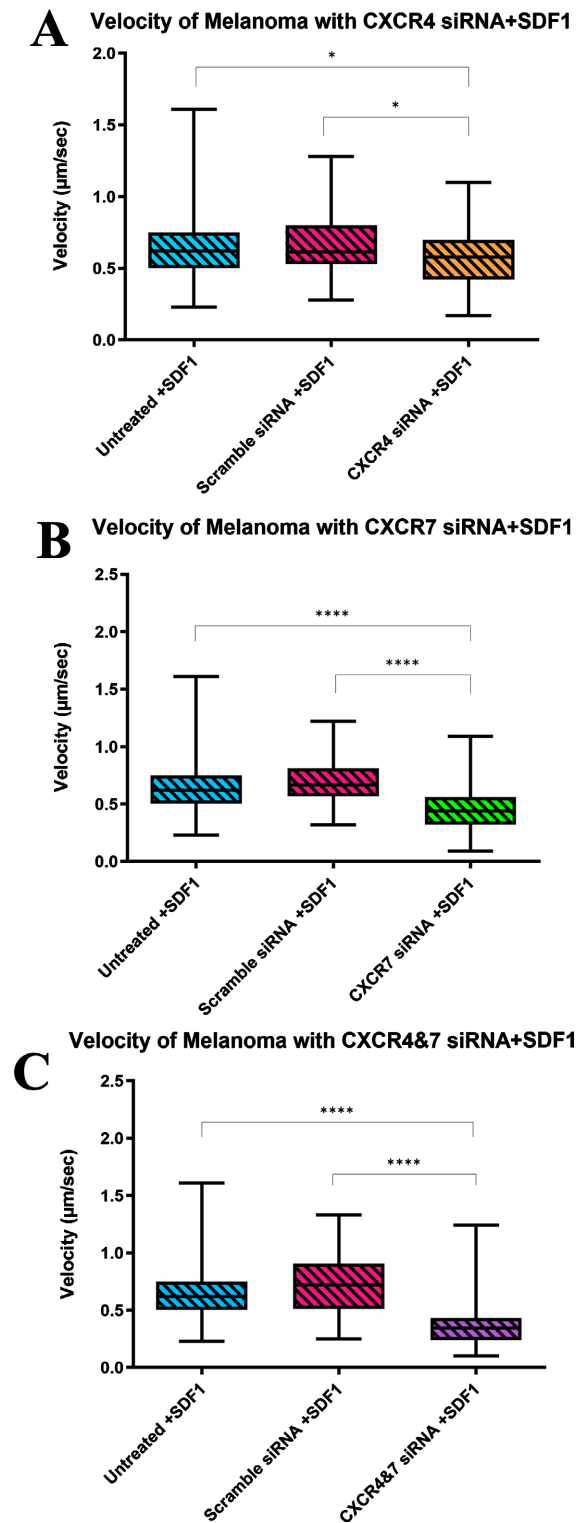 A
Velocity of Melanoma with CXCR4 siRNA+SDF1
Velocity (µm/sec)
2.0
1.5
1.0
0.5
0.0
*
*
Untreated +SDF1
Scramble siRNA +SDF1
CXCR4 siRNA +SDF1
B
Velocity of Melanoma with CXCR7 siRNA+SDF1
Velocity (µm/sec)
2.5
2.0
1.5
1.0
0.5
0.0
****
****
Untreated +SDF1
Scramble siRNA +SDF1
CXCR7 siRNA +SDF1
Velocity of Melanoma with CXCR4&7 siRNA+SDF1
C
Velocity (µm/sec)
2.5
2.0
1.5
1.0
0.5
0.0
****
****
Untreated +SDF1
Scramble siRNA +SDF1
CXCR4&7 siRNA +SDF1